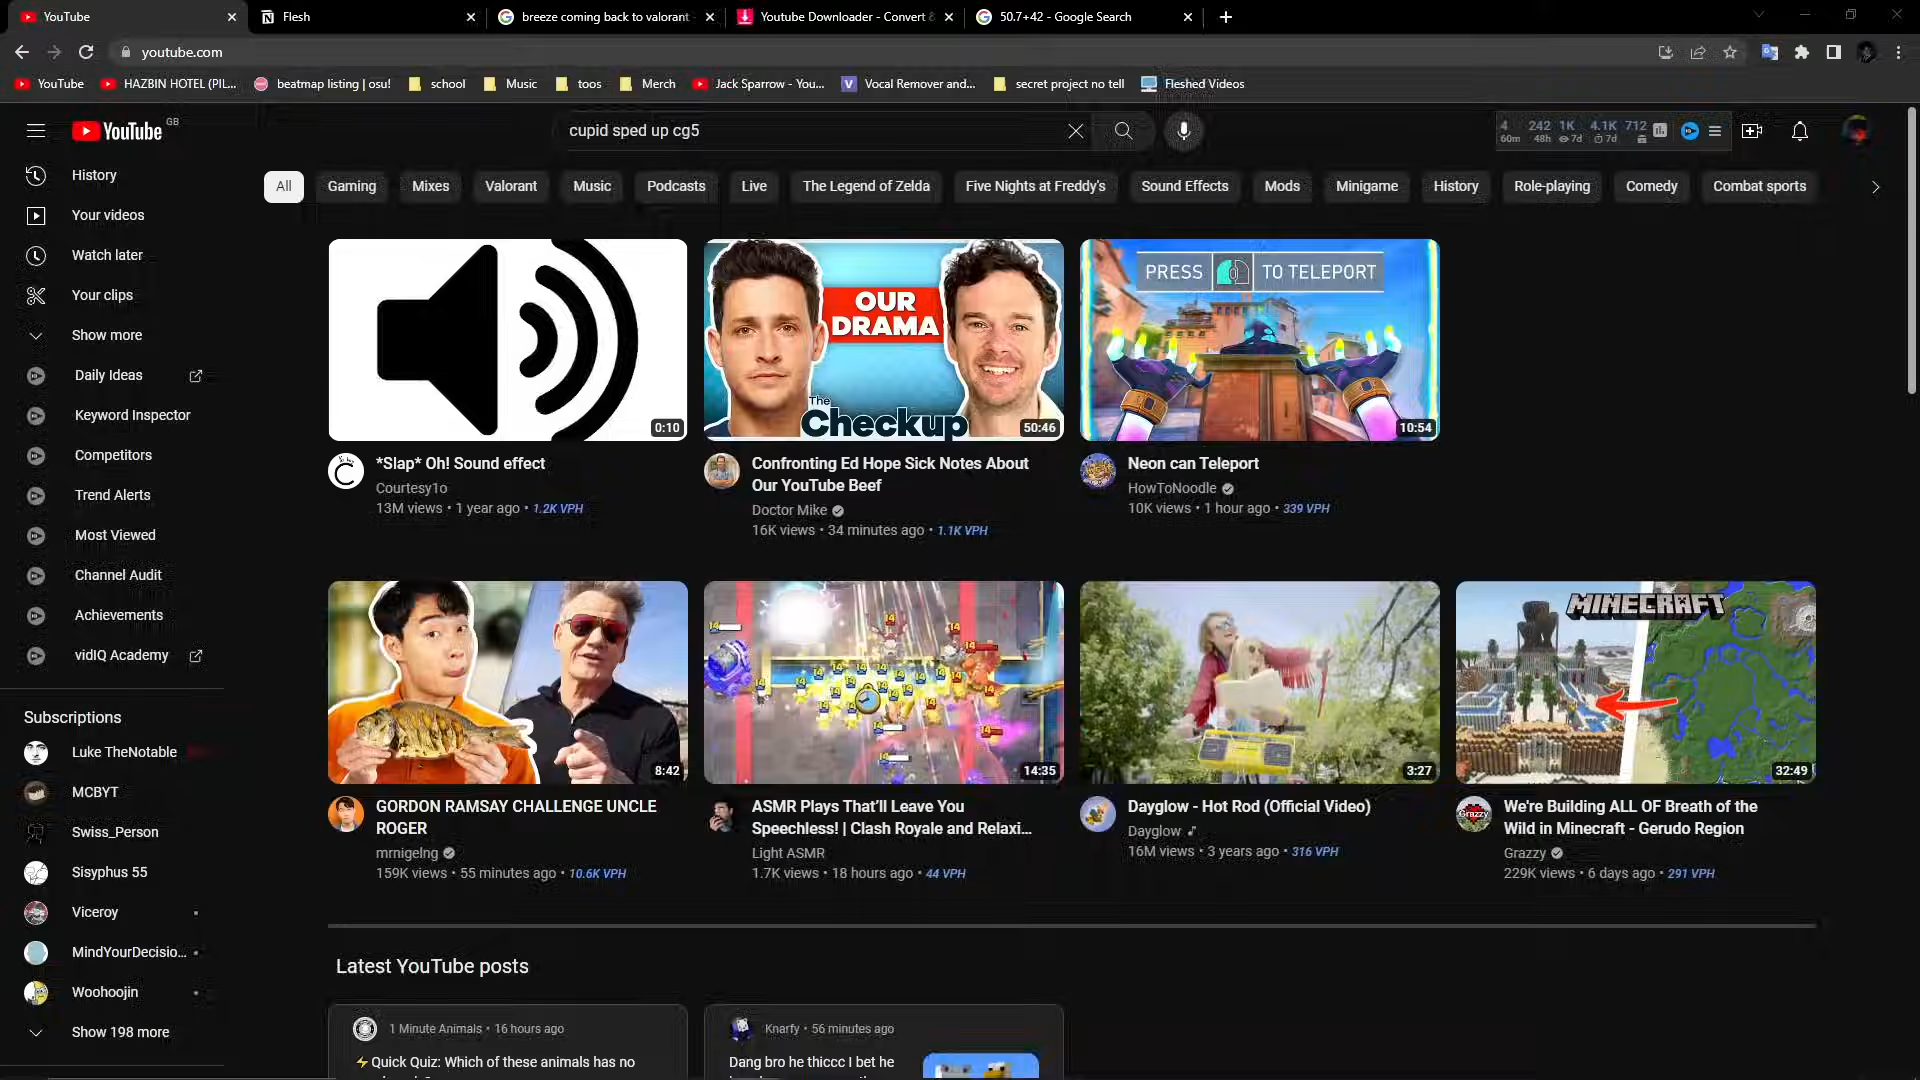 YouTube
Flesh
breeze coming back to valorant
Youtube Downloader - Convert &
50.7+42 - Google Search
youtube.com
YouTube
HAZBIN HOTEL (PIL...
beatmap listing | osu!
school
Music
toos
Merch
Jack Sparrow - You...
Vocal Remover and...
secret project no tell
Fleshed Videos
YouTube GB
cupid sped up cg5
4 242 1K 4.1K 712
60m 48h 7d 7d
All
Gaming
Mixes
Valorant
Music
Podcasts
Live
The Legend of Zelda
Five Nights at Freddy's
Sound Effects
Mods
Minigame
History
Role-playing
Comedy
Combat sports
History
Your videos
Watch later
Your clips
Show more
Daily Ideas
Keyword Inspector
Competitors
Trend Alerts
Most Viewed
Channel Audit
Achievements
vidIQ Academy
Subscriptions
Luke TheNotable
MCBYT
Swiss_Person
Sisyphus 55
Viceroy
MindYourDecisio...
Woohoojin
Show 198 more
0:10
*Slap* Oh! Sound effect
Courtesy1o
13M views • 1 year ago • 1.2K VPH
OUR
DRAMA
The
Checkup
50:46
Confronting Ed Hope Sick Notes About
Our YouTube Beef
Doctor Mike
16K views • 34 minutes ago • 1.1K VPH
PRESS TO TELEPORT
10:54
Neon can Teleport
HowToNoodle
10K views • 1 hour ago • 339 VPH
8:42
GORDON RAMSAY CHALLENGE UNCLE
ROGER
mrnigelng
159K views • 55 minutes ago • 10.6K VPH
14:35
ASMR Plays That'll Leave You
Speechless! | Clash Royale and Relaxi...
Light ASMR
1.7K views • 18 hours ago • 44 VPH
3:27
Dayglow - Hot Rod (Official Video)
Dayglow
16M views • 3 years ago • 316 VPH
MINECRAFT
32:49
Grazzy
We're Building ALL OF Breath of the
Wild in Minecraft - Gerudo Region
Grazzy
229K views • 6 days ago • 291 VPH
Latest YouTube posts
1 Minute Animals • 16 hours ago
⚡Quick Quiz: Which of these animals has no
Knarfy • 56 minutes ago
Dang bro he thiccc I bet he